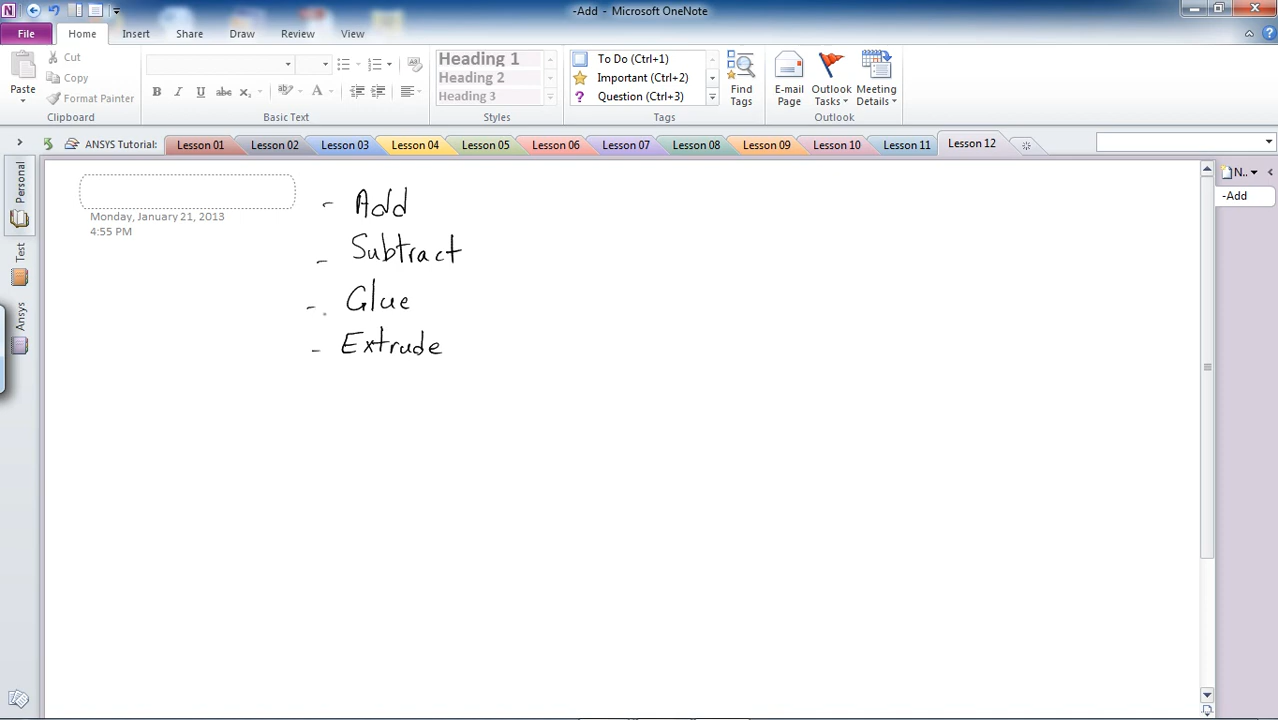 -Add - Microsoft OneNote
File Home Insert Share Draw Review View
Paste
Cut
Copy
Format Painter
Clipboard
B I U abc X₂ ab A
Basic Text
Heading 1
Heading 2
Heading 3
Styles
To Do (Ctrl+1)
Important (Ctrl+2)
? Question (Ctrl+3)
Tags
Find Tags
E-mail Page
Outlook Tasks
Meeting Details
Outlook
ANSYS Tutorial: Lesson 01 Lesson 02 Lesson 03 Lesson 04 Lesson 05 Lesson 06 Lesson 07 Lesson 08 Lesson 09 Lesson 10 Lesson 11 Lesson 12
Personal
Test
Ansys
N..
-Add
Monday, January 21, 2013
4:55 PM
- Add
- Subtract
- Glue
- Extrude